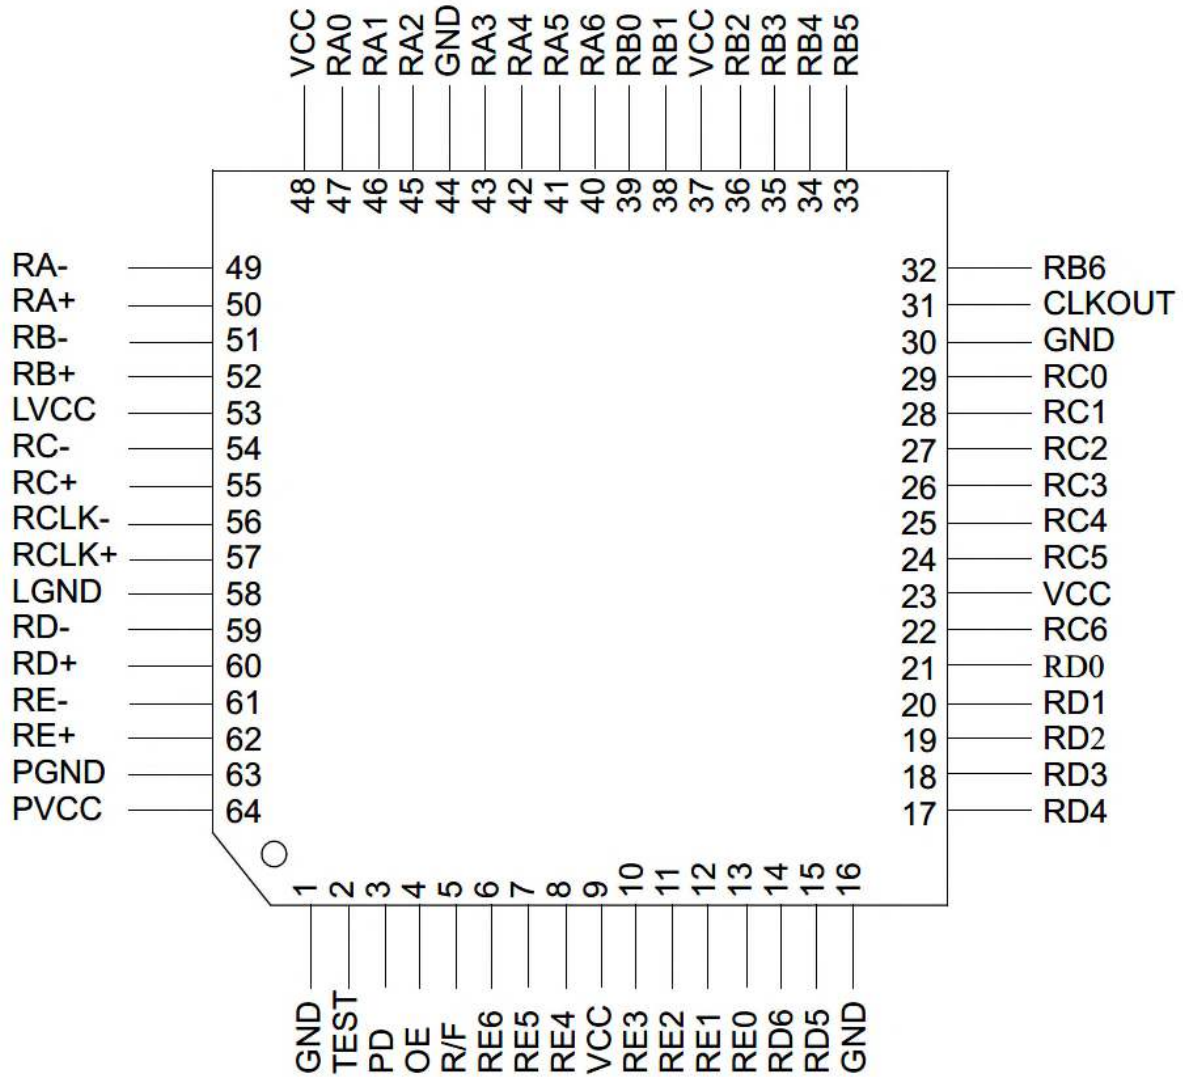 VCC RA0 RA1 RA2 GND RA3 RA4 RA5 RA6 RB0 RB1 VCC RB2 RB3 RB4 RB5
48 47 46 45 44 43 42 41 40 39 38 37 36 35 34 33
RA- 49 32 RB6
RA+ 50 31 CLKOUT
RB- 51 30 GND
RB+ 52 29 RC0
LVCC 53 28 RC1
RC- 54 27 RC2
RC+ 55 26 RC3
RCLK- 56 25 RC4
RCLK+ 57 24 RC5
LGND 58 23 VCC
RD- 59 22 RC6
RD+ 60 21 RD0
RE- 61 20 RD1
RE+ 62 19 RD2
PGND 63 18 RD3
PVCC 64 17 RD4
1 2 3 4 5 6 7 8 9 10 11 12 13 14 15 16
GND TEST PD OE R/F RE6 RE5 RE4 VCC RE3 RE2 RE1 RE0 RD6 RD5 GND